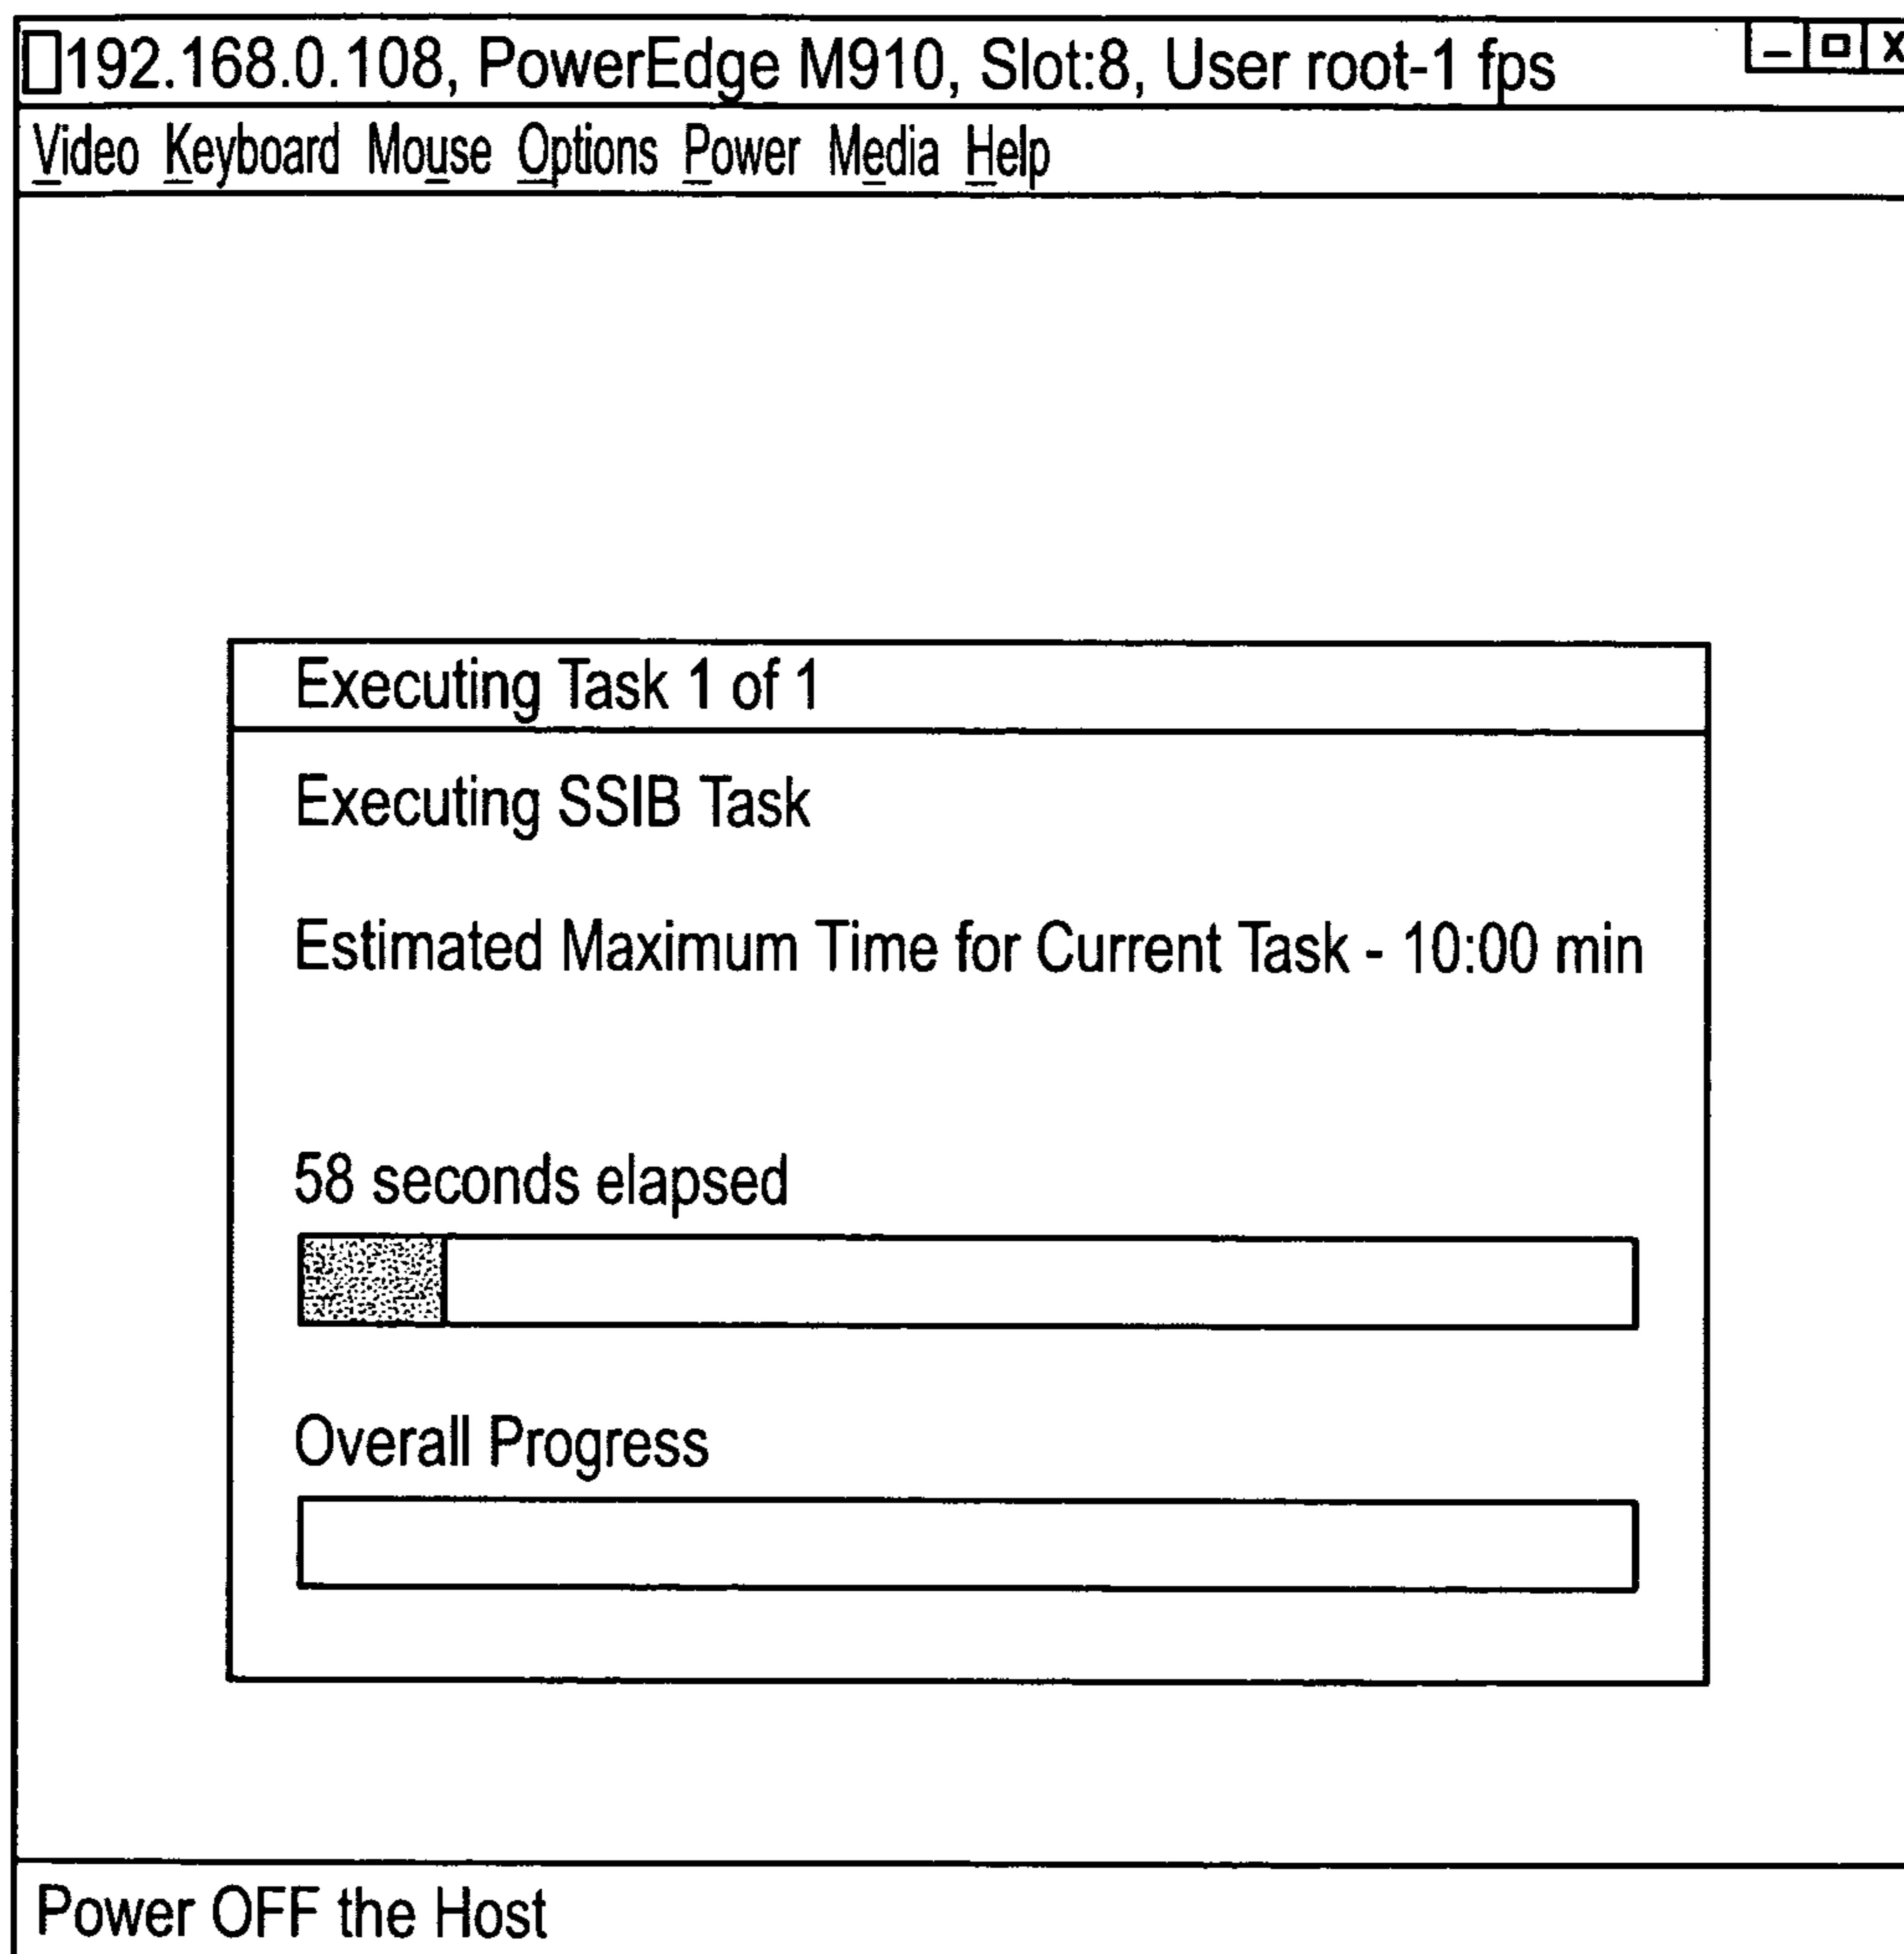 192.168.0.108, PowerEdge M910, Slot:8, User root-1 fps
Video Keyboard Mouse Options Power Media Help
Executing Task 1 of 1
Executing SSIB Task
Estimated Maximum Time for Current Task - 10:00 min
58 seconds elapsed
Overall Progress
Power OFF the Host